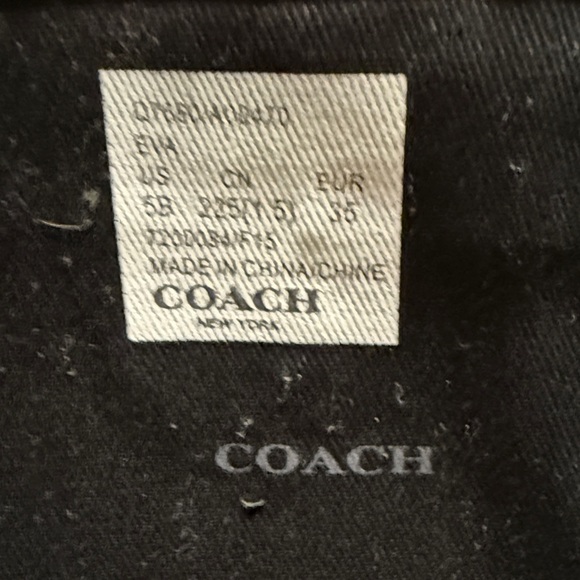 EVA
US CN EUR
5B 225(1.5) 35
MADE IN CHINA/CHINE
COACH
NEW YORK
COACH